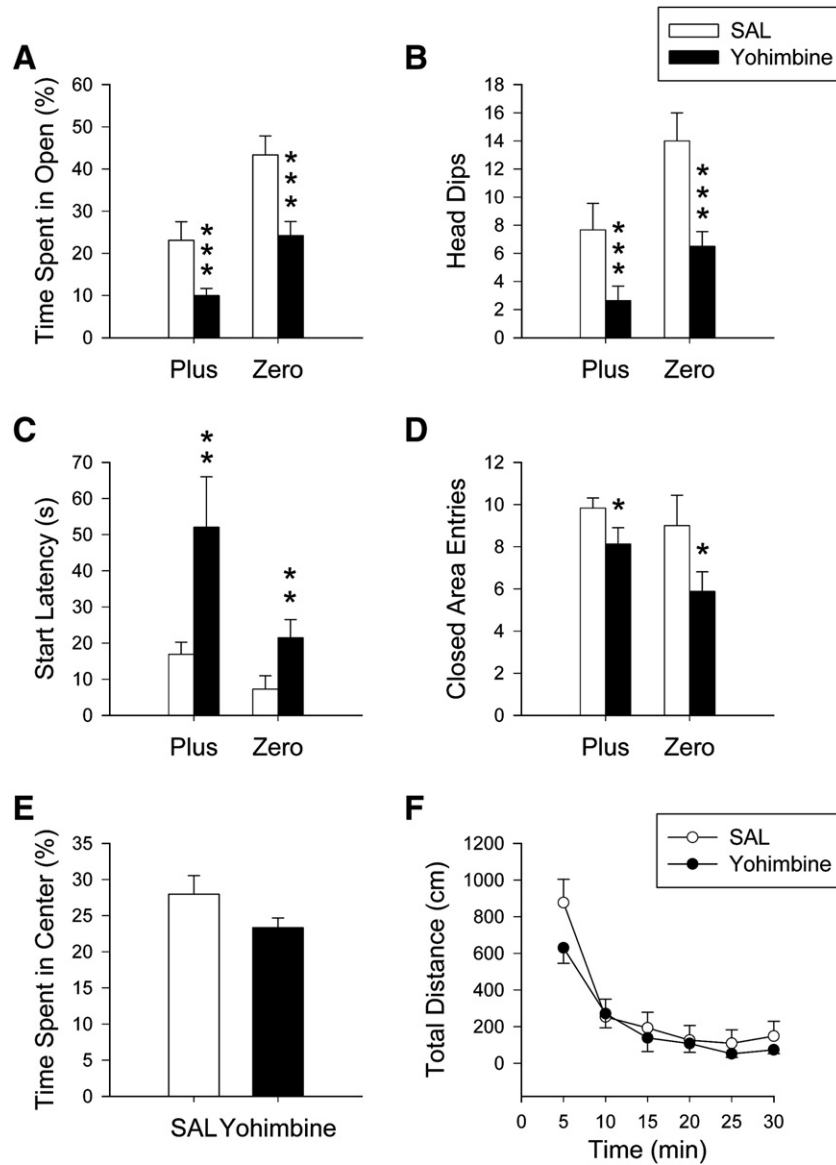 SAL
Yohimbine
A
Time Spent in Open (%)
60
50
40
30
20
10
0
***
***
Plus
Zero
B
Head Dips
18
16
14
12
10
8
6
4
2
0
***
***
Plus
Zero
C
Start Latency (s)
70
60
50
40
30
20
10
0
**
**
Plus
Zero
D
Closed Area Entries
12
10
8
6
4
2
0
*
*
Plus
Zero
E
Time Spent in Center (%)
35
30
25
20
15
10
5
0
SAL Yohimbine
F
SAL
Yohimbine
Total Distance (cm)
1200
1000
800
600
400
200
0
0 5 10 15 20 25 30
Time (min)